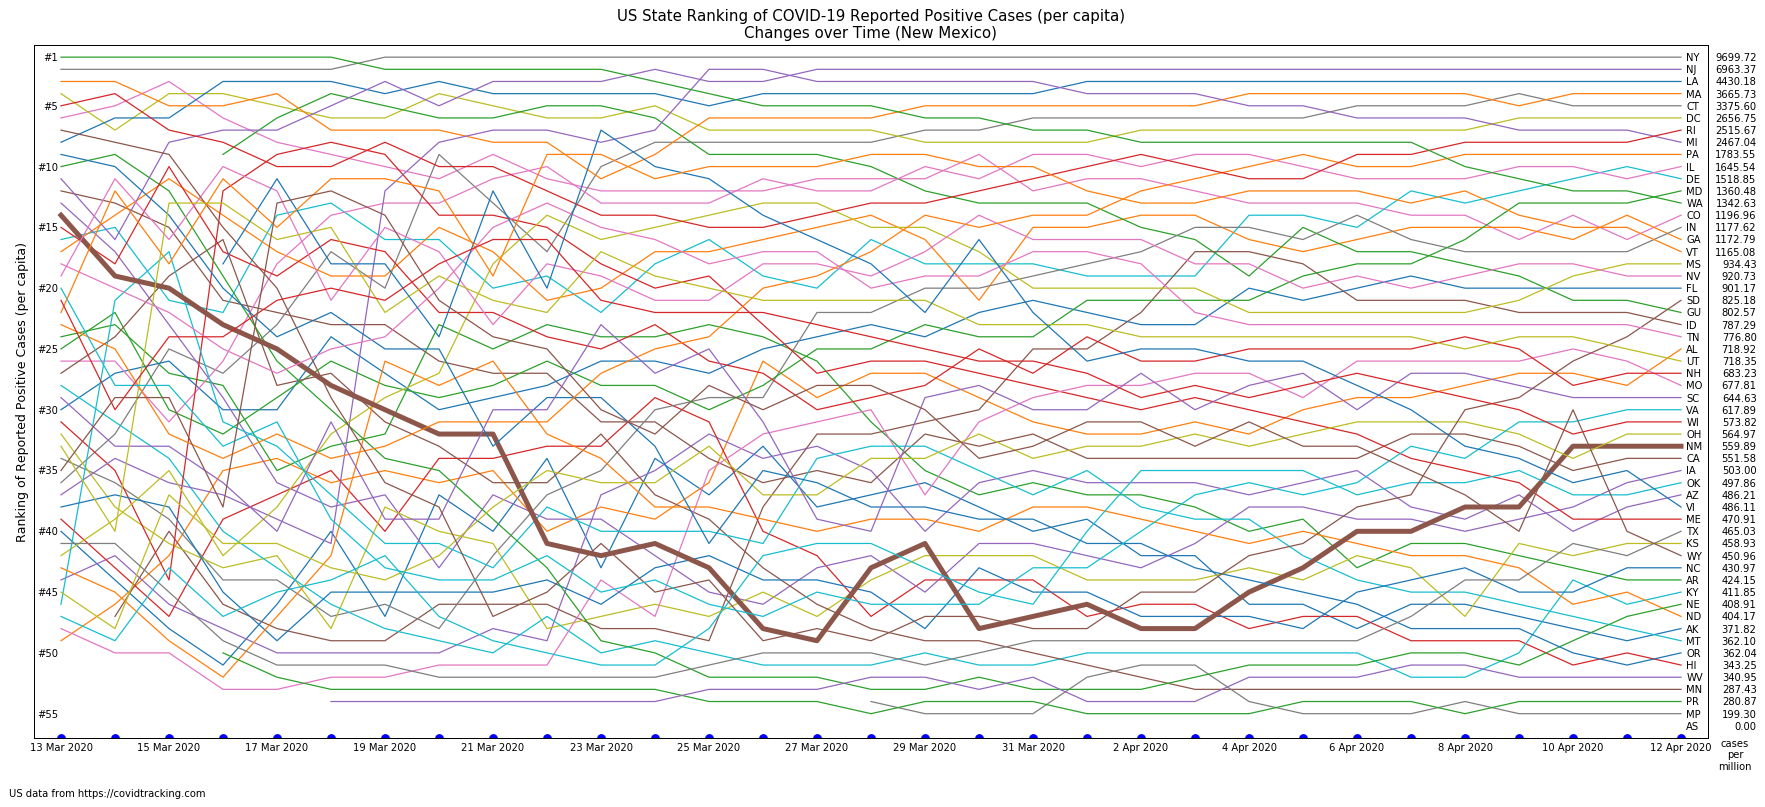 US State Ranking of COVID-19 Reported Positive Cases (per capita)
Changes over Time (New Mexico)
Ranking of Reported Positive Cases (per capita)
#1
#5
#10
#15
#20
#25
#30
#35
#40
#45
#50
#55
NY 9699.72
NJ 6963.37
LA 4430.18
MA 3665.73
CT 3375.60
DC 2656.75
RI 2515.67
MI 2467.04
PA 1783.55
IL 1645.54
DE 1518.85
MD 1360.48
WA 1342.63
CO 1196.96
IN 1177.62
GA 1172.79
VT 1165.08
MS 934.43
NV 920.73
FL 901.17
SD 825.18
GU 802.57
ID 787.29
TN 776.80
AL 718.92
UT 718.35
NH 683.23
MO 677.81
SC 644.63
VA 617.89
WI 573.82
OH 564.97
NM 559.89
CA 551.58
IA 503.00
OK 497.86
AZ 486.21
VI 486.11
ME 470.91
TX 465.03
KS 458.93
WY 450.96
NC 430.97
AR 424.15
KY 411.85
NE 408.91
ND 404.17
AK 371.82
MT 362.10
OR 362.04
HI 343.25
WV 340.95
MN 287.43
PR 280.87
MP 199.30
AS 0.00
13 Mar 2020 15 Mar 2020 17 Mar 2020 19 Mar 2020 21 Mar 2020 23 Mar 2020 25 Mar 2020 27 Mar 2020 29 Mar 2020 31 Mar 2020 2 Apr 2020 4 Apr 2020 6 Apr 2020 8 Apr 2020 10 Apr 2020 12 Apr 2020
cases
per
million
US data from https://covidtracking.com